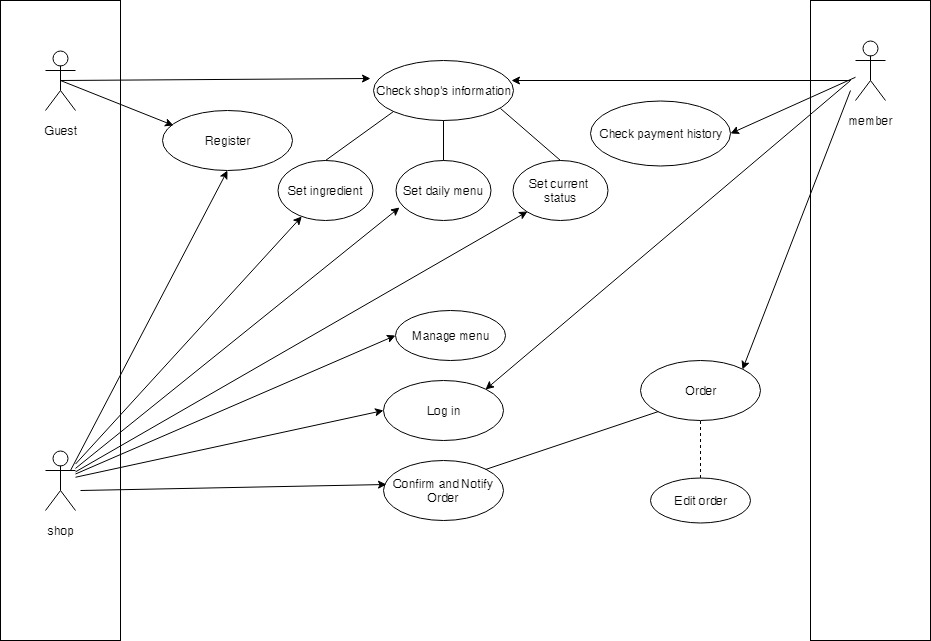 Guest
Check shop's information
member
Register
Check payment history
Set ingredient
Set daily menu
Set current
status
Manage menu
Log in
Order
Confirm and Notify
Order
Edit order
shop